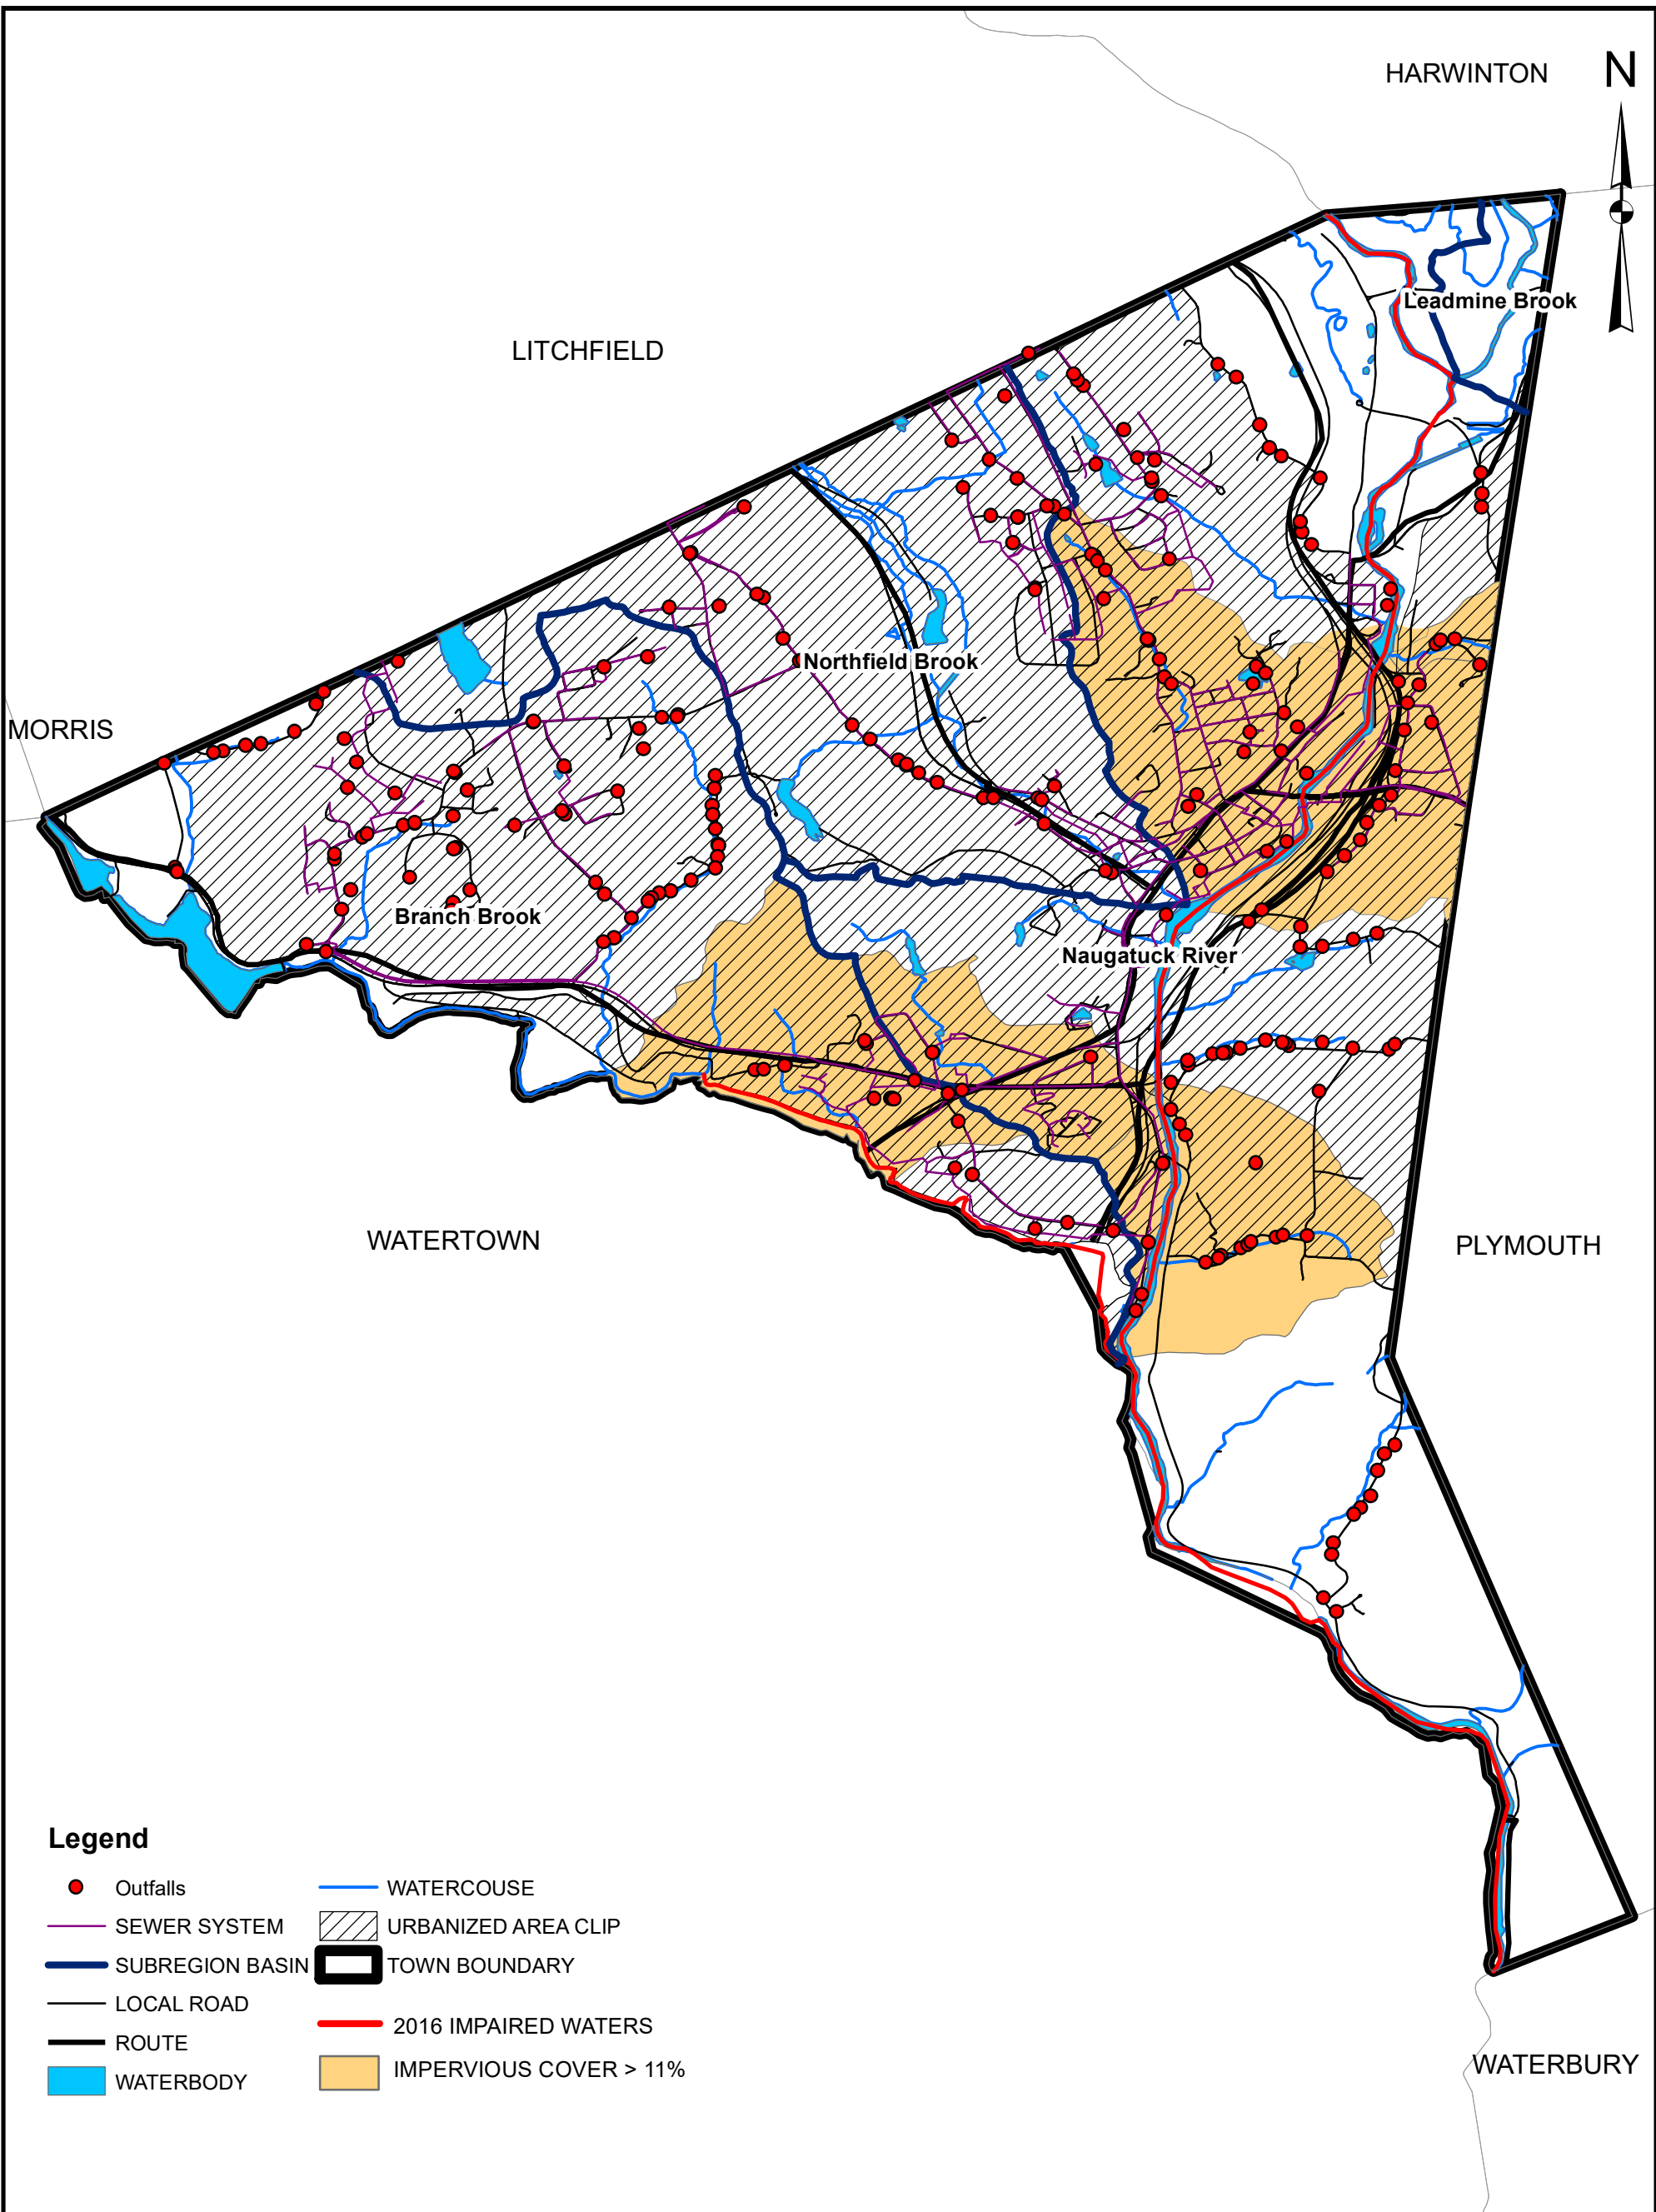 HARWINTON
N
Leadmine Brook
LITCHFIELD
Northfield Brook
MORRIS
Branch Brook
Naugatuck River
WATERTOWN
PLYMOUTH
Legend
Outfalls
WATERCOUSE
SEWER SYSTEM
URBANIZED AREA CLIP
SUBREGION BASIN
TOWN BOUNDARY
LOCAL ROAD
2016 IMPAIRED WATERS
ROUTE
IMPERVIOUS COVER > 11%
WATERBODY
WATERBURY